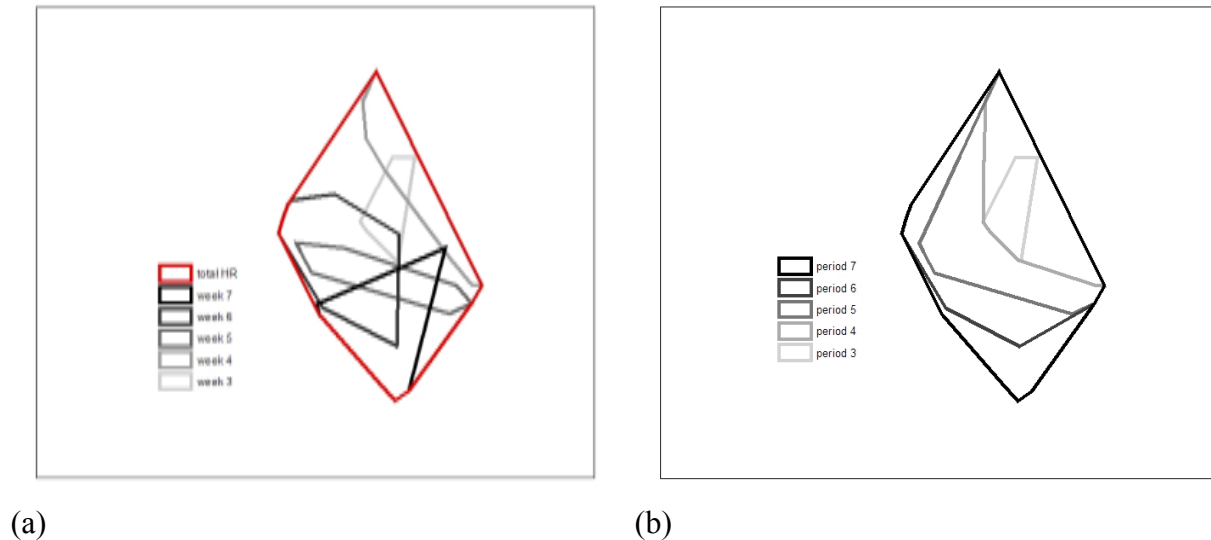 total HR
week 7
week 6
week 5
week 4
week 3
period 7
period 6
period 5
period 4
period 3
(a)
(b)